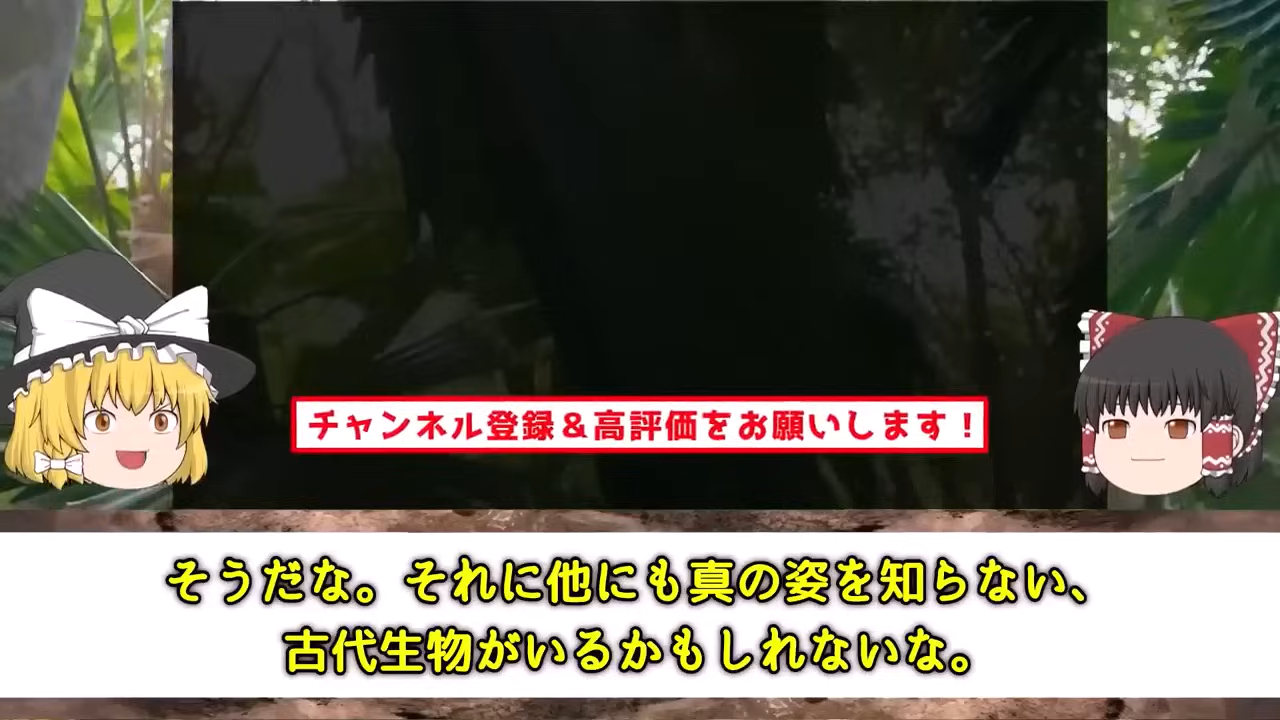 チャンネル登録＆高評価をお願いします！
そうだな。それに他にも真の姿を知らない、
古代生物がいるかもしれないな。